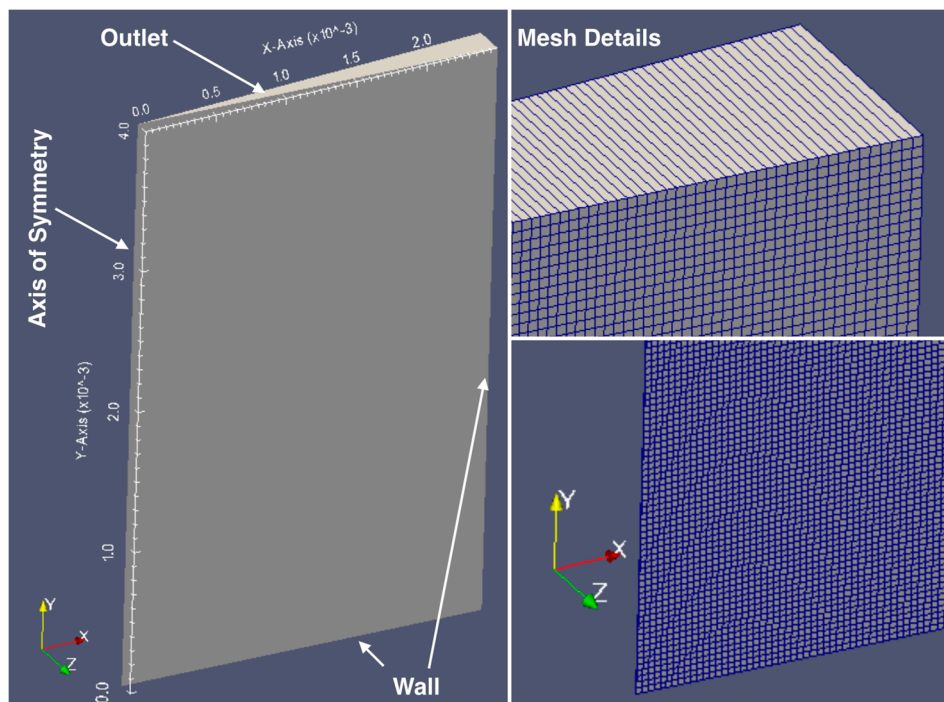 Outlet
X-Axis (x10^-3)
0.0
0.5
1.0
1.5
2.0
4.0
Axis of Symmetry
3.0
Y-Axis (x10^-3)
2.0
1.0
0.0
Y
X
Z
Wall
Mesh Details
Y
X
Z